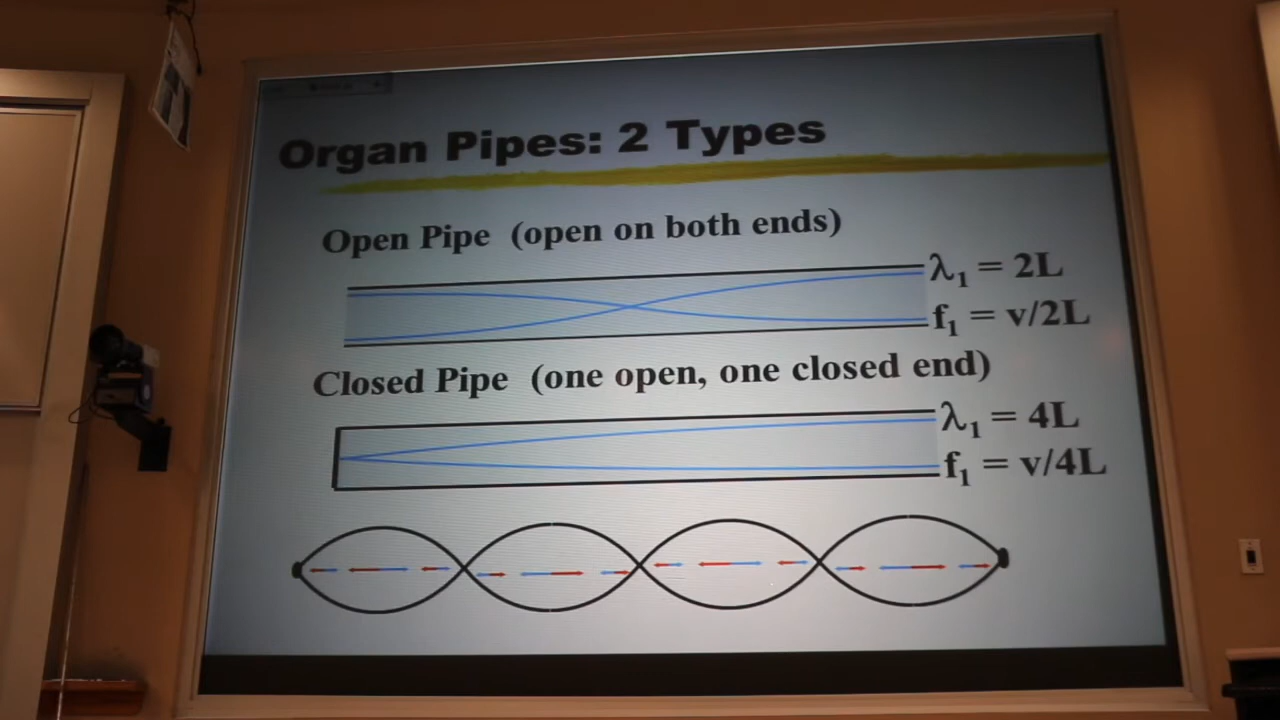 Organ Pipes: 2 Types
Open Pipe (open on both ends)
λ₁ = 2L
f₁ = v/2L
Closed Pipe (one open, one closed end)
λ₁ = 4L
f₁ = v/4L